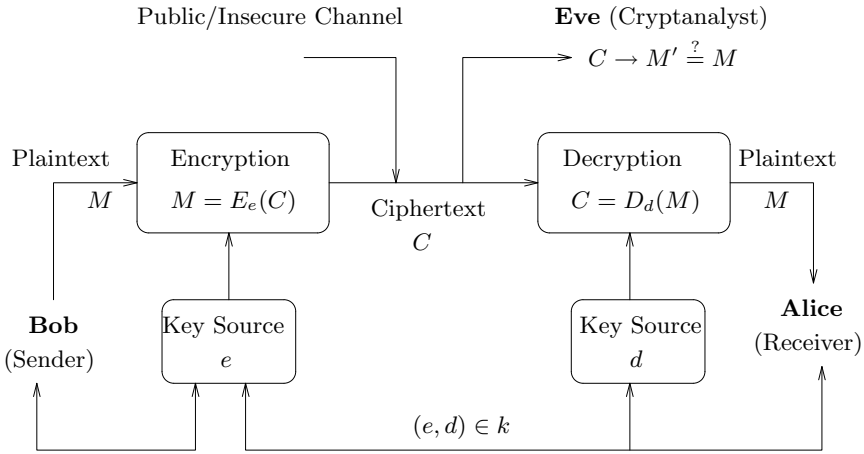 Public/Insecure Channel
Eve (Cryptanalyst)
C → M′ ≟ M
Plaintext
M
Encryption
M = E_e(C)
Ciphertext
C
Decryption
C = D_d(M)
Plaintext
M
Bob
(Sender)
Key Source
e
Key Source
d
Alice
(Receiver)
(e, d) ∈ k